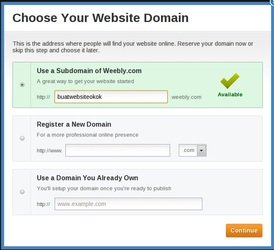 Choose Your Website Domain
This is the address where people will find your website online. Reserve your domain now or
skip this step and choose it later.
Use a Subdomain of Weebly.com
A great way to get your website started
http:// buatwebsiteokok .weebly.com
Available
Register a New Domain
For a more professional online presence
http://www. .com
Use a Domain You Already Own
You'll setup your domain once you're ready to publish
http:// www.example.com
Continue